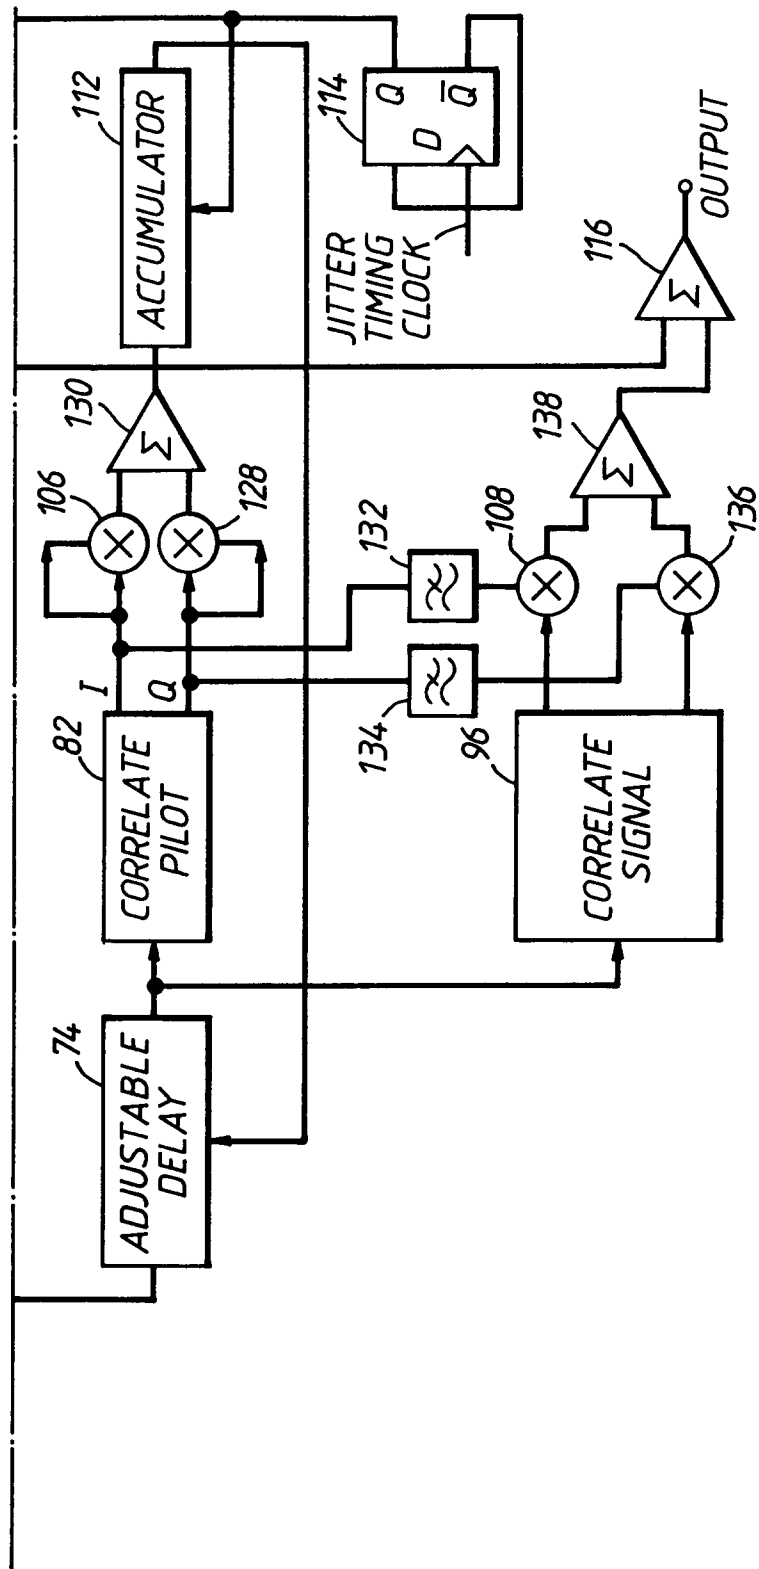 74
ADJUSTABLE
DELAY
82
CORRELATE
PILOT
I
Q
106
128
130
Σ
112
ACCUMULATOR
114
Q
D
Q̅
JITTER
TIMING
CLOCK
132
134
96
CORRELATE
SIGNAL
108
136
138
Σ
116
Σ
OUTPUT